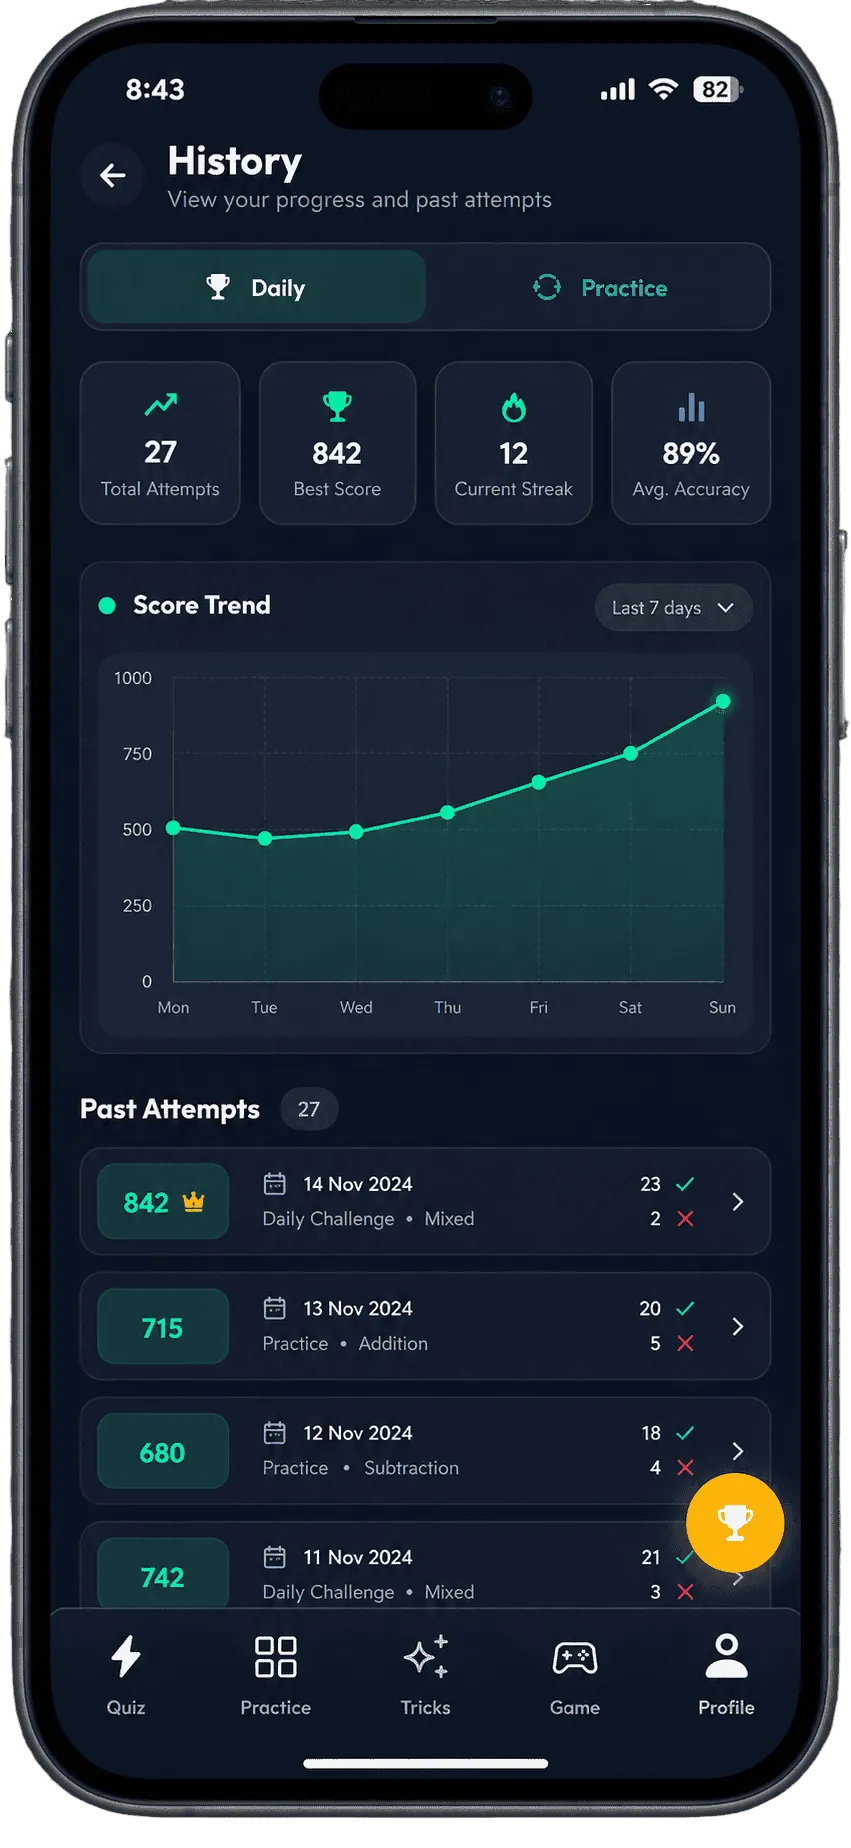 8:43
82
History
View your progress and past attempts
Daily
Practice
27
Total Attempts
842
Best Score
12
Current Streak
89%
Avg. Accuracy
Score Trend
Last 7 days
1000
750
500
250
0
Mon Tue Wed Thu Fri Sat Sun
Past Attempts 27
842
14 Nov 2024
Daily Challenge • Mixed
23
2
715
13 Nov 2024
Practice • Addition
20
5
680
12 Nov 2024
Practice • Subtraction
18
4
742
11 Nov 2024
Daily Challenge • Mixed
21
3
Quiz
Practice
Tricks
Game
Profile